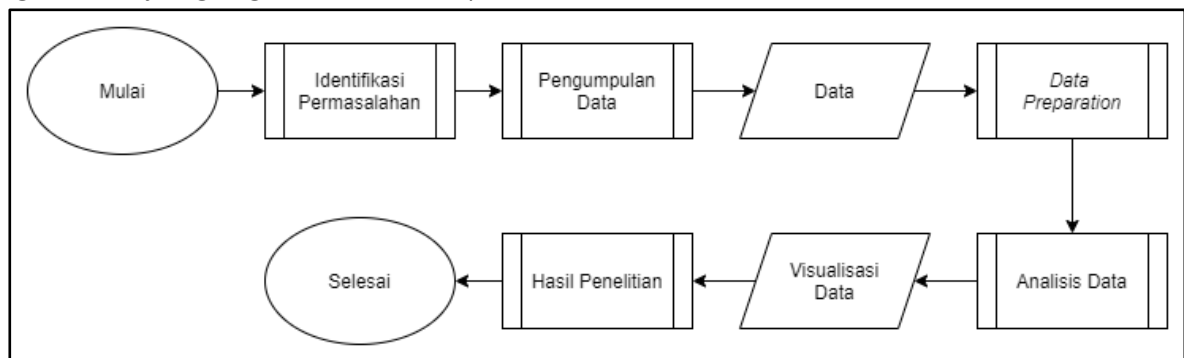 Mulai
Identifikasi
Permasalahan
Pengumpulan
Data
Data
Data
Preparation
Analisis Data
Visualisasi
Data
Hasil Penelitian
Selesai